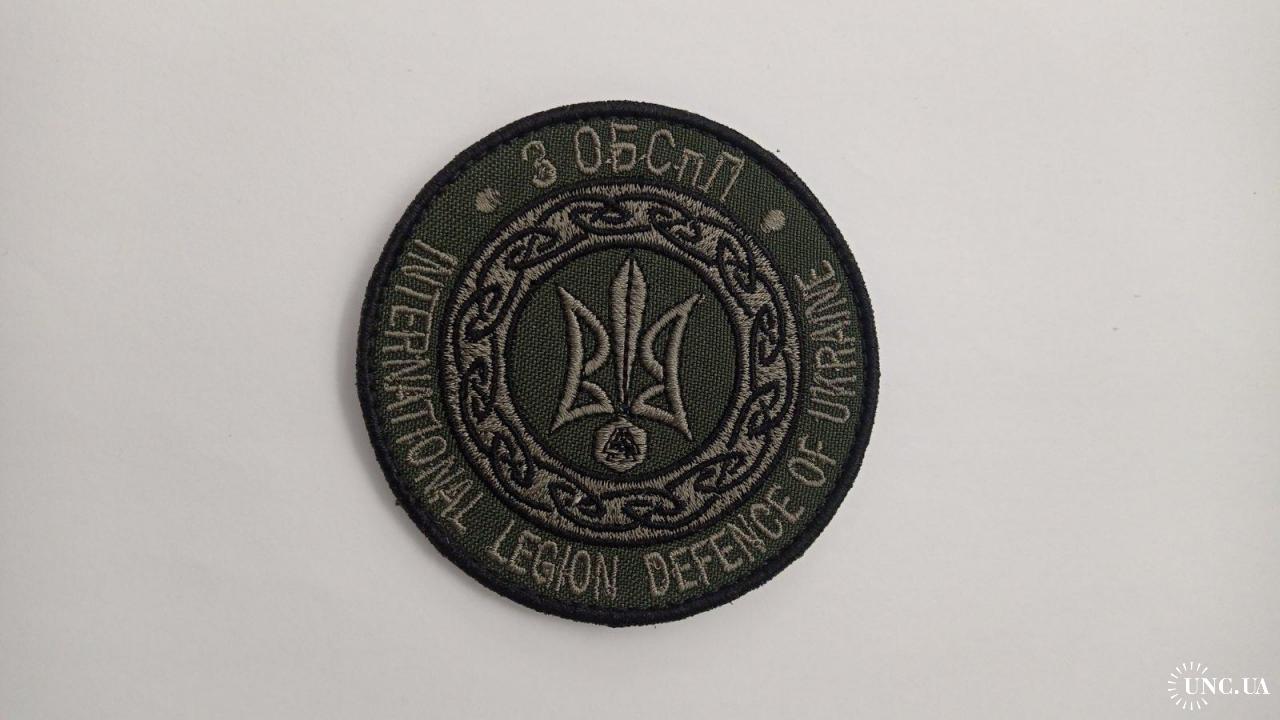 3 ОБСпП
INTERNATIONAL LEGION DEFENCE OF UKRAINE
UNC.UA